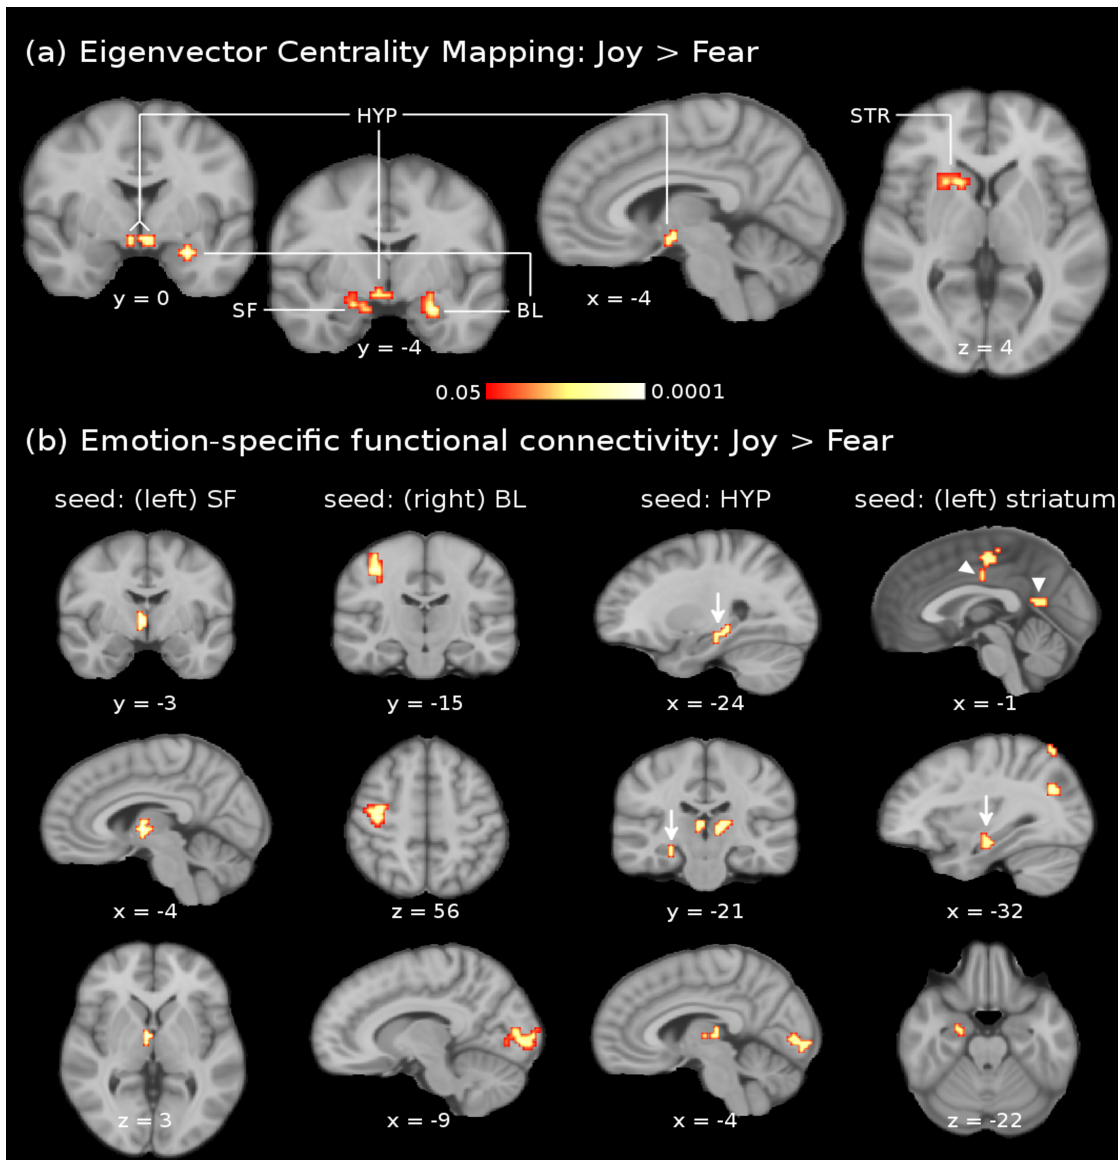 (a) Eigenvector Centrality Mapping: Joy > Fear
HYP
STR
SF
BL
y = 0
y = -4
x = -4
z = 4
0.05
0.0001
(b) Emotion-specific functional connectivity: Joy > Fear
seed: (left) SF
seed: (right) BL
seed: HYP
seed: (left) striatum
y = -3
y = -15
x = -24
x = -1
x = -4
z = 56
y = -21
x = -32
z = 3
x = -9
x = -4
z = -22